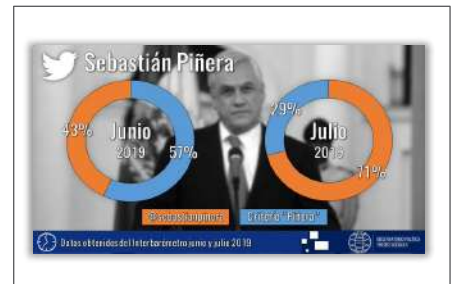 Sebastián Piñera
43%
Junio
2019
57%
29%
Julio
2019
71%
@sebastianpinera
Criterio "Piñera"
Datos obtenidos del Interbarómetro junio y julio 2019